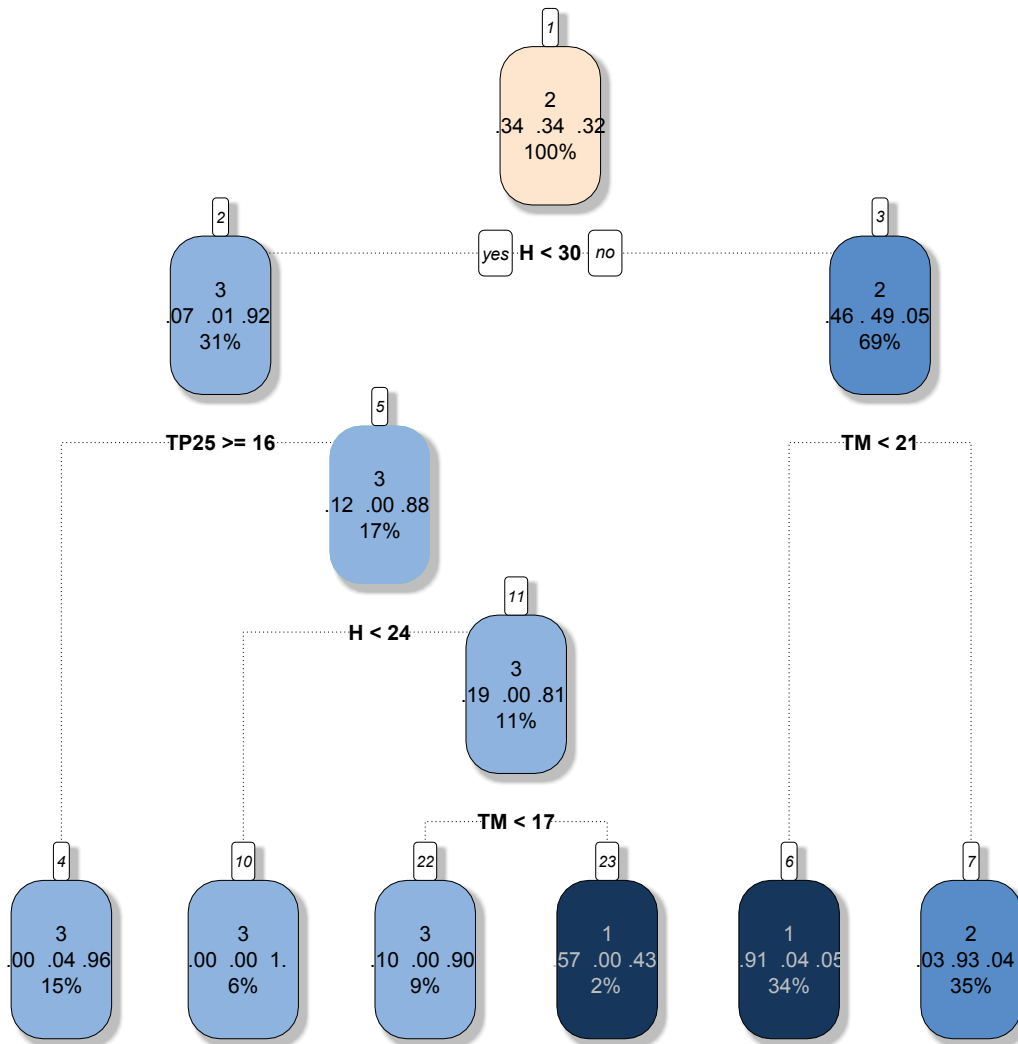 1
2
.34 .34 .32
100%
2
3
yes H < 30 no
3
.07 .01 .92
31%
2
.46 . 49 .05
69%
5
TP25 >= 16
TM < 21
3
.12 .00 .88
17%
11
H < 24
3
.19 .00 .81
11%
TM < 17
4
10
22
23
6
7
3
.00 .04 .96
15%
3
.00 .00 1.
6%
3
.10 .00 .90
9%
1
.57 .00 .43
2%
1
.91 .04 .05
34%
2
.03 .93 .04
35%